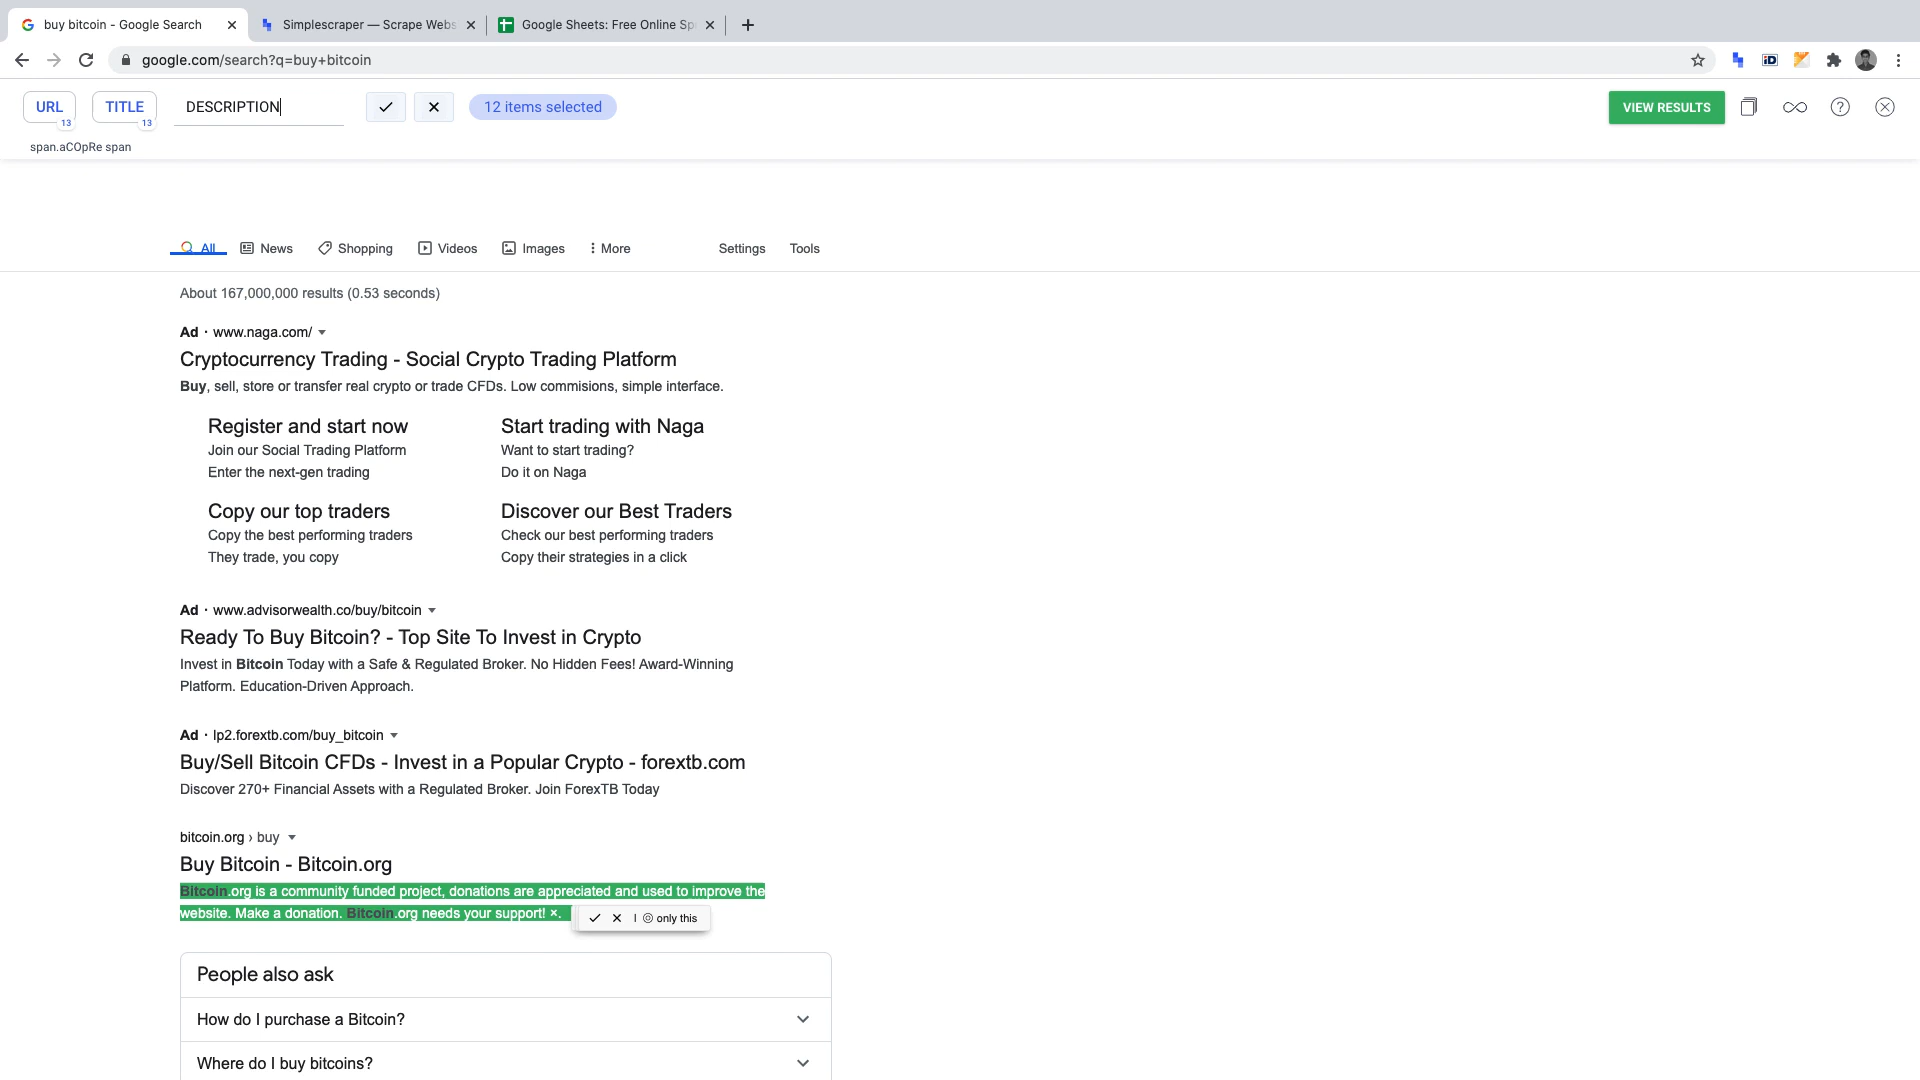 buy bitcoin - Google Search
Simplescraper — Scrape Webs
Google Sheets: Free Online Sp
google.com/search?q=buy+bitcoin
URL
13
TITLE
13
DESCRIPTION
12 items selected
VIEW RESULTS
span.aCOpRe span
All
News
Shopping
Videos
Images
More
Settings
Tools
About 167,000,000 results (0.53 seconds)
Ad · www.naga.com/
Cryptocurrency Trading - Social Crypto Trading Platform
Buy, sell, store or transfer real crypto or trade CFDs. Low commisions, simple interface.
Register and start now
Join our Social Trading Platform
Enter the next-gen trading
Start trading with Naga
Want to start trading?
Do it on Naga
Copy our top traders
Copy the best performing traders
They trade, you copy
Discover our Best Traders
Check our best performing traders
Copy their strategies in a click
Ad · www.advisorwealth.co/buy/bitcoin
Ready To Buy Bitcoin? - Top Site To Invest in Crypto
Invest in Bitcoin Today with a Safe & Regulated Broker. No Hidden Fees! Award-Winning
Platform. Education-Driven Approach.
Ad · lp2.forextb.com/buy_bitcoin
Buy/Sell Bitcoin CFDs - Invest in a Popular Crypto - forextb.com
Discover 270+ Financial Assets with a Regulated Broker. Join ForexTB Today
bitcoin.org › buy
Buy Bitcoin - Bitcoin.org
Bitcoin.org is a community funded project, donations are appreciated and used to improve the
website. Make a donation. Bitcoin.org needs your support! ×.
only this
People also ask
How do I purchase a Bitcoin?
Where do I buy bitcoins?